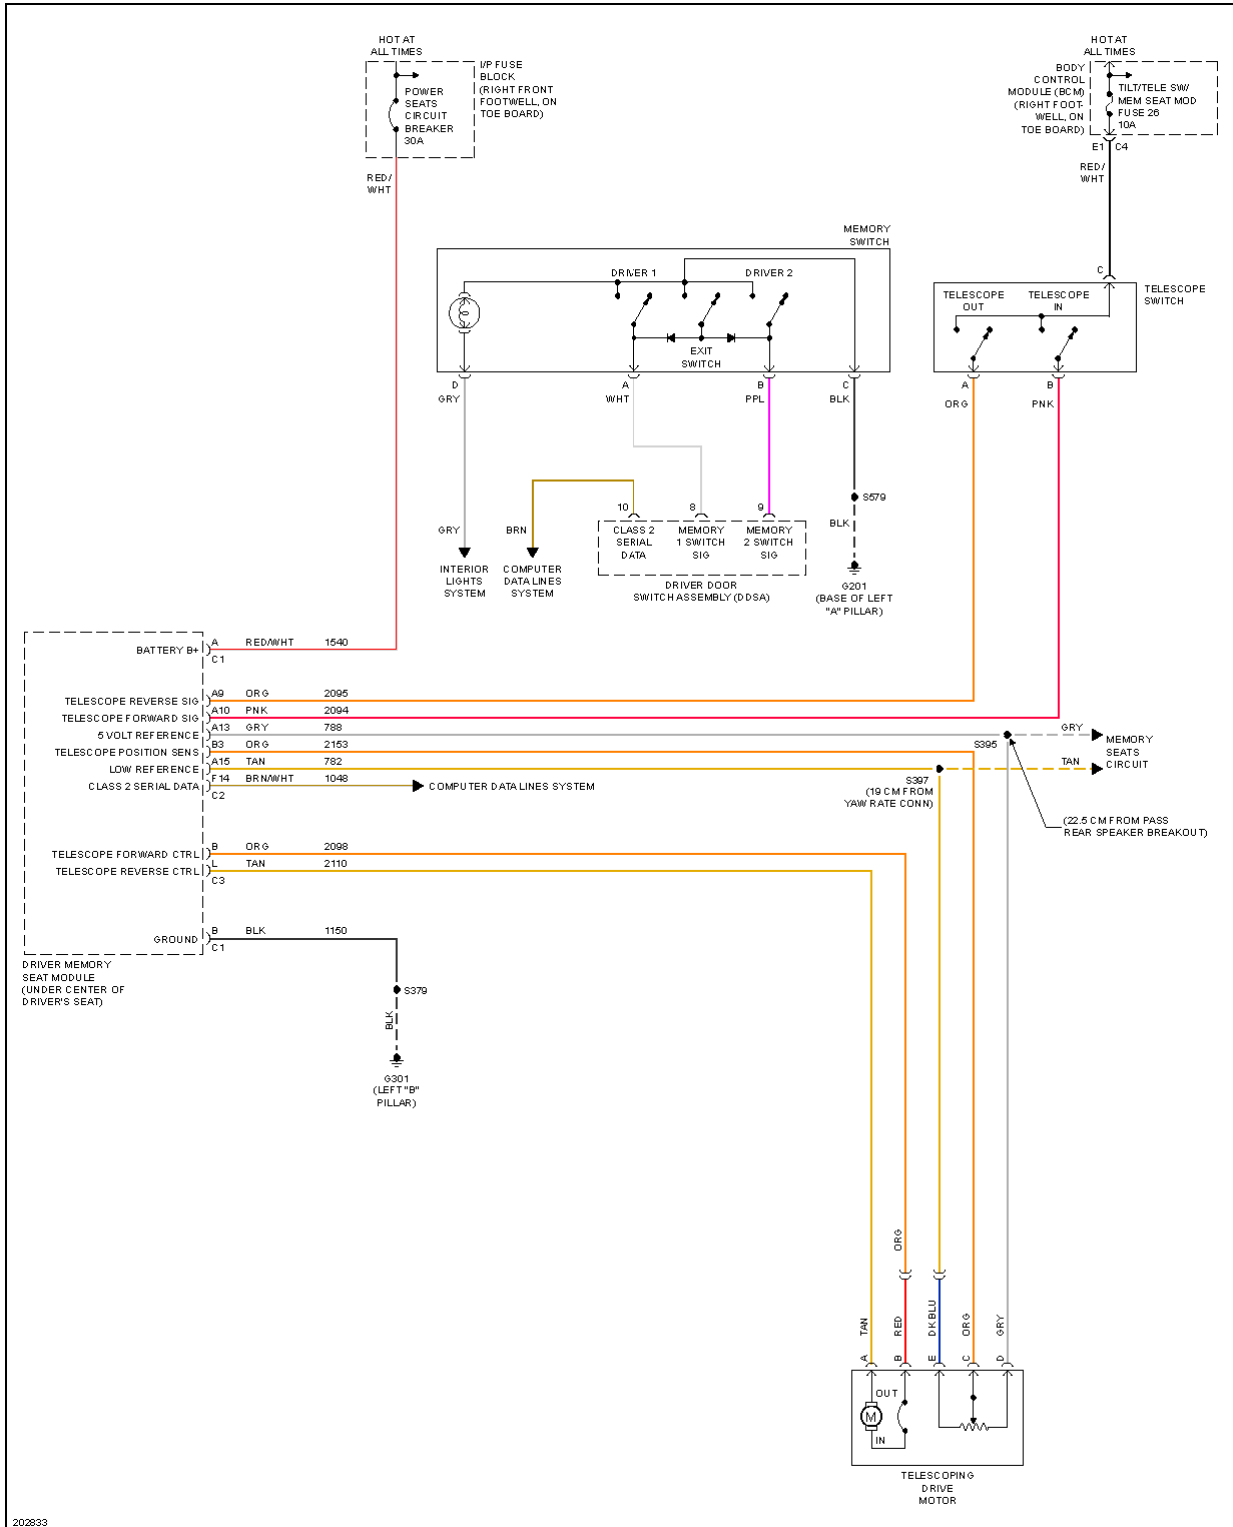 HOT AT
ALL TIMES
I/P FUSE
BLOCK
(RIGHT FRONT
FOOTWELL, ON
TOE BOARD)
POWER
SEATS
CIRCUIT
BREAKER
30A
RED/
WHT
HOT AT
ALL TIMES
BODY
CONTROL
MODULE (BCM)
(RIGHT FOOT-
WELL, ON
TOE BOARD)
TILT/TELE SW/
MEM SEAT MOD
FUSE 26
10A
E1 C4
RED/
WHT
C
TELESCOPE
SWITCH
TELESCOPE
OUT
TELESCOPE
IN
A B
ORG PNK
MEMORY
SWITCH
DRIVER 1 DRIVER 2
EXIT
SWITCH
D A B C
GRY WHT PPL BLK
S579
10 8 9
GRY BRN BLK
CLASS 2
SERIAL
DATA
MEMORY
1 SWITCH
SIG
MEMORY
2 SWITCH
SIG
INTERIOR
LIGHTS
SYSTEM
COMPUTER
DATA LINES
SYSTEM
DRIVER DOOR
SWITCH ASSEMBLY (DDSA)
G201
(BASE OF LEFT
"A" PILLAR)
BATTERY B+ A RED/WHT 1540
C1
TELESCOPE REVERSE SIG A9 ORG 2095
TELESCOPE FORWARD SIG A10 PNK 2094
5 VOLT REFERENCE A13 GRY 788
TELESCOPE POSITION SENS B3 ORG 2153
LOW REFERENCE A15 TAN 782
CLASS 2 SERIAL DATA F14 BRN/WHT 1048
C2
COMPUTER DATA LINES SYSTEM
GRY
S395
MEMORY
SEATS
CIRCUIT
TAN
S397
(19 CM FROM
YAW RATE CONN)
(22.5 CM FROM PASS
REAR SPEAKER BREAKOUT)
TELESCOPE FORWARD CTRL B ORG 2098
TELESCOPE REVERSE CTRL L TAN 2110
C3
GROUND B BLK 1150
C1
DRIVER MEMORY
SEAT MODULE
(UNDER CENTER OF
DRIVER'S SEAT)
S379
BLK
G301
(LEFT "B"
PILLAR)
ORG
TAN RED DK BLU ORG GRY
A B E C D
OUT
M
IN
TELESCOPING
DRIVE
MOTOR
202833